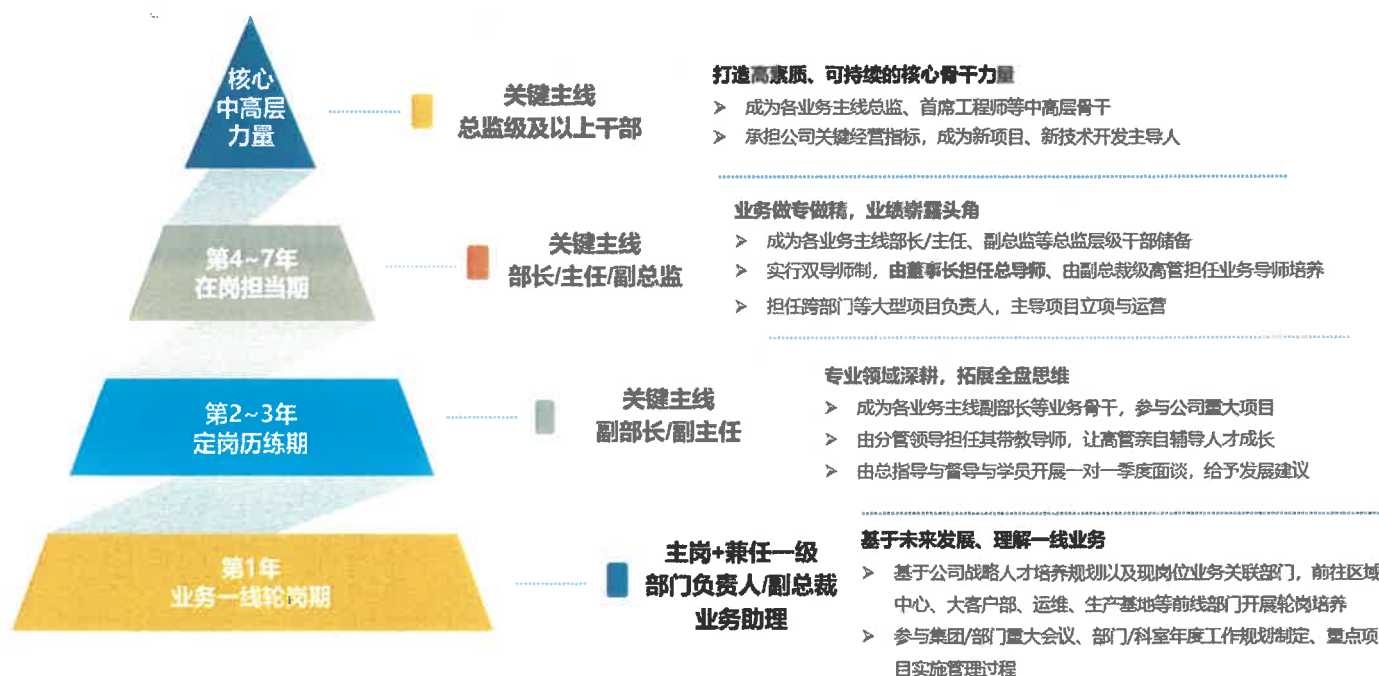 核心
中高层
力量
关键主线
总监级及以上干部
打造高素质、可持续的核心骨干力量
➢ 成为各业务主线总监、首席工程师等中高层骨干
➢ 承担公司关键经营指标，成为新项目、新技术开发主导人
第4~7年
在岗担当期
关键主线
部长/主任/副总监
业务做专做精，业绩崭露头角
➢ 成为各业务主线部长/主任、副总监等总监层级干部储备
➢ 实行双导师制，由董事长担任总导师、由副总裁级高管担任业务导师培养
➢ 担任跨部门等大型项目负责人，主导项目立项与运营
第2~3年
定岗历练期
关键主线
副部长/副主任
专业领域深耕，拓展全盘思维
➢ 成为各业务主线副部长等业务骨干，参与公司重大项目
➢ 由分管领导担任其带教导师，让高管亲自辅导人才成长
➢ 由总指导与督导与学员开展一对一季度面谈，给予发展建议
第1年
业务一线轮岗期
主岗+兼任一级
部门负责人/副总裁
业务助理
基于未来发展、理解一线业务
➢ 基于公司战略人才培养规划以及现岗位业务关联部门，前往区域
中心、大客户部、运维、生产基地等前线部门开展轮岗培养
➢ 参与集团/部门重大会议、部门/科室年度工作规划制定、重点项
目实施管理过程